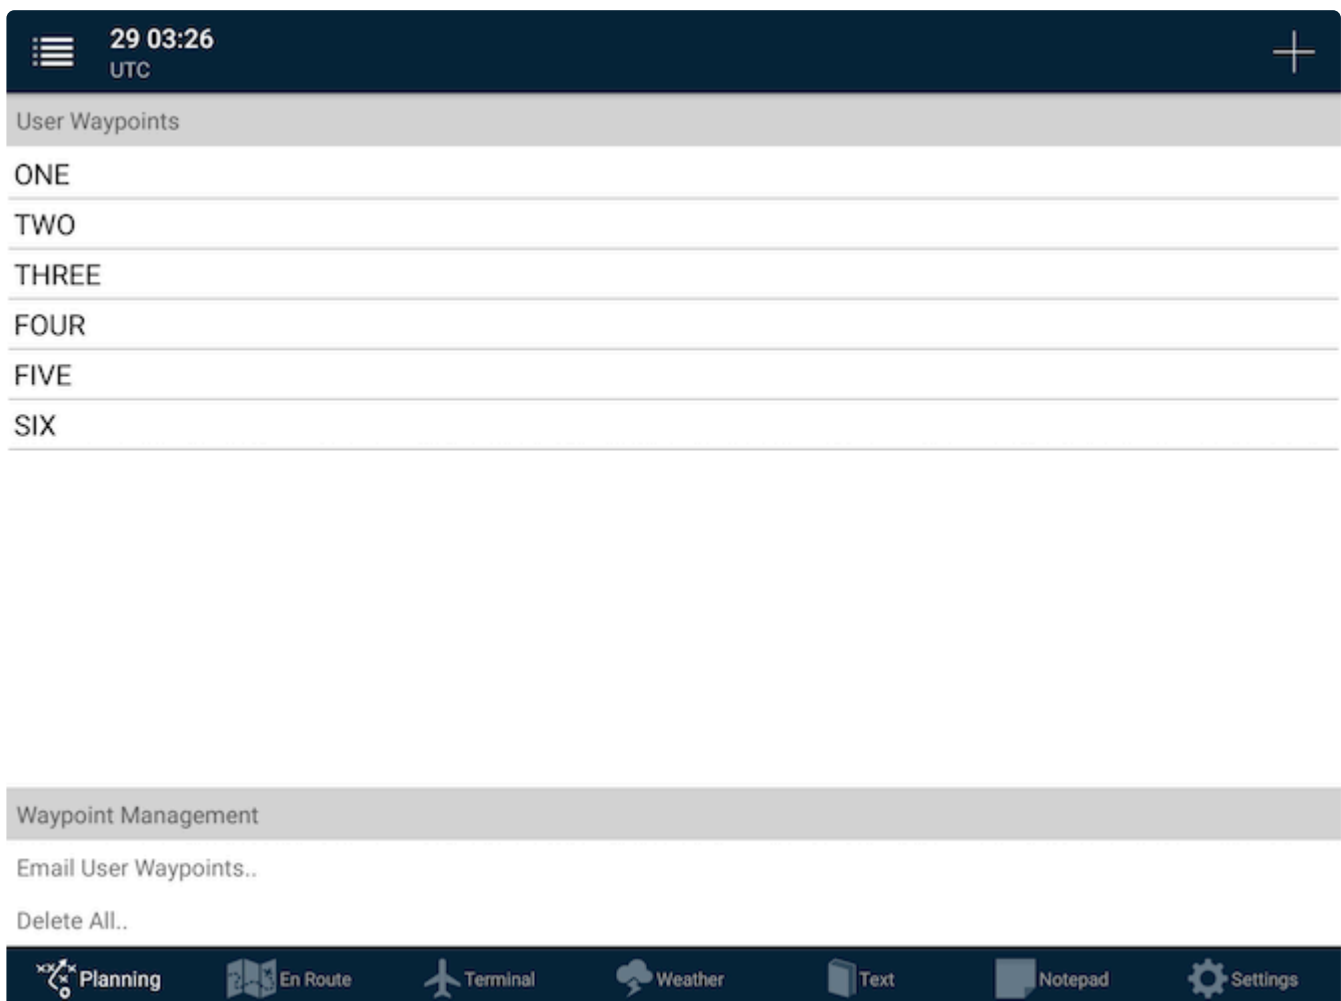 29 03:26
UTC
User Waypoints
ONE
TWO
THREE
FOUR
FIVE
SIX
Waypoint Management
Email User Waypoints..
Delete All..
Planning En Route Terminal Weather Text Notepad Settings